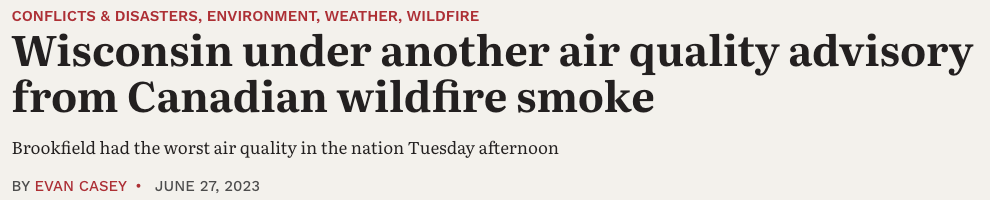 CONFLICTS & DISASTERS, ENVIRONMENT, WEATHER, WILDFIRE
Wisconsin under another air quality advisory
from Canadian wildfire smoke
Brookfield had the worst air quality in the nation Tuesday afternoon
BY EVAN CASEY • JUNE 27, 2023